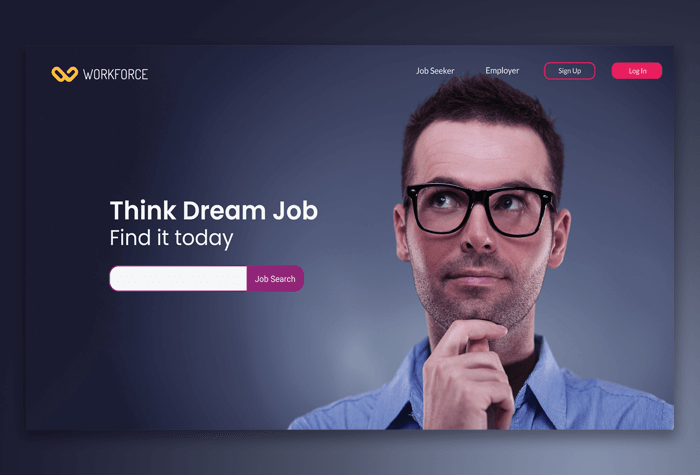 WORKFORCE
Job Seeker
Employer
Sign Up
Log In
Think Dream Job
Find it today
Job Search